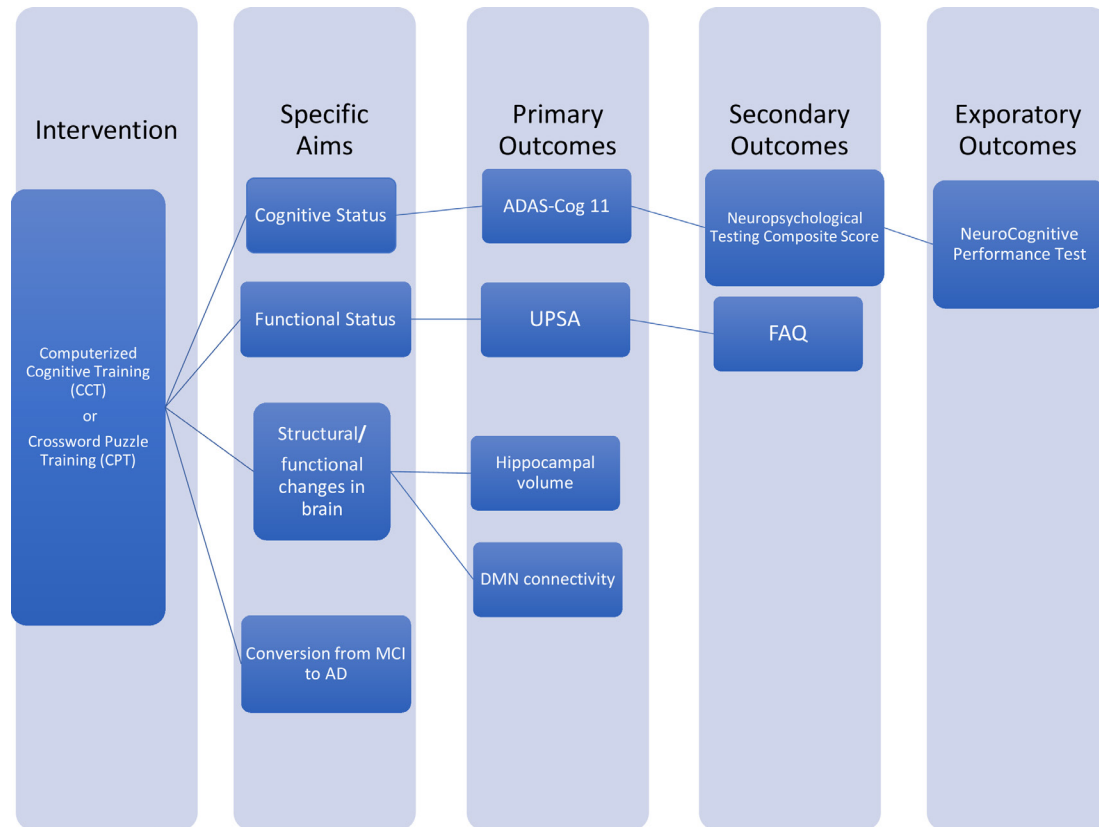 Intervention
Computerized
Cognitive Training
(CCT)
or
Crossword Puzzle
Training (CPT)
Specific
Aims
Cognitive Status
Functional Status
Structural/
functional
changes in
brain
Conversion from MCI
to AD
Primary
Outcomes
ADAS-Cog 11
UPSA
Hippocampal
volume
DMN connectivity
Secondary
Outcomes
Neuropsychological
Testing Composite Score
FAQ
Exporatory
Outcomes
NeuroCognitive
Performance Test